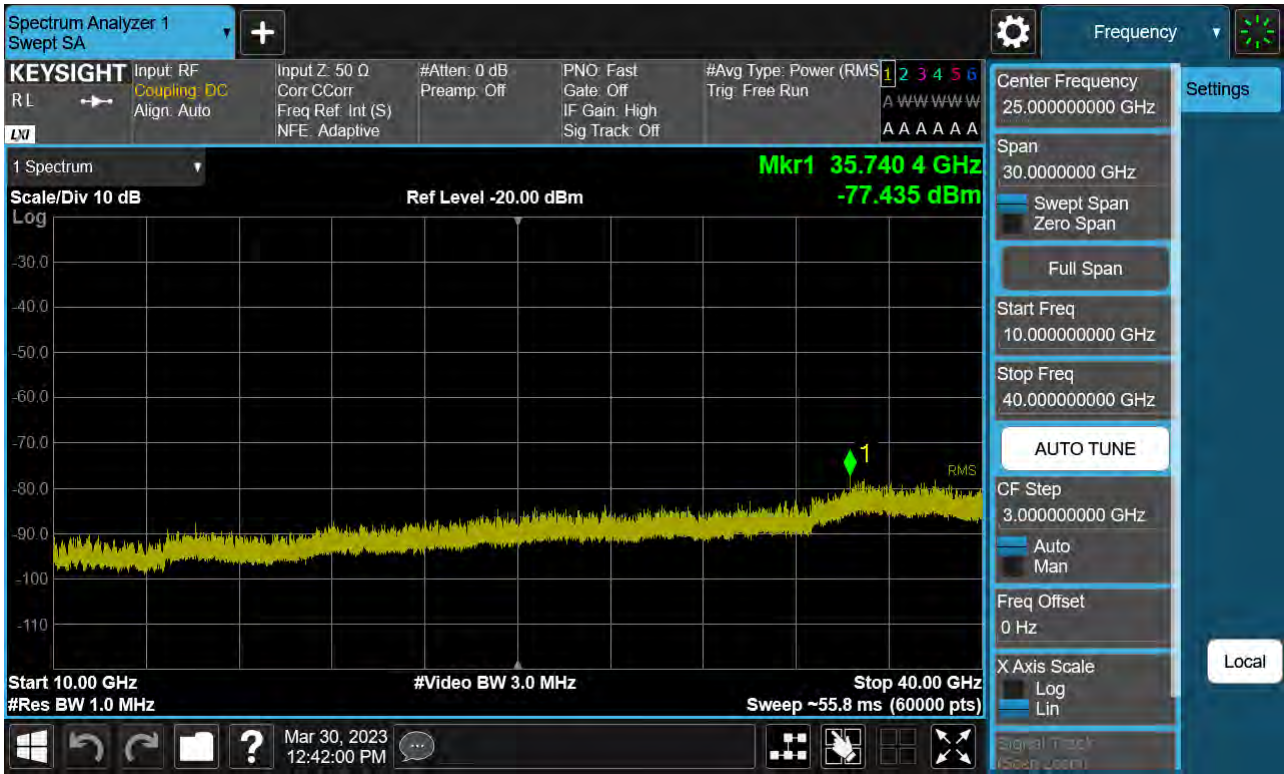 Spectrum Analyzer 1
Swept SA
+
Frequency
KEYSIGHT
RL
LXI
Input: RF
Coupling: DC
Align: Auto
Input Z: 50 Ω
Corr CCorr
Freq Ref: Int (S)
NFE: Adaptive
#Atten: 0 dB
Preamp: Off
PNO: Fast
Gate: Off
IF Gain: High
Sig Track: Off
#Avg Type: Power (RMS
Trig: Free Run
1 2 3 4 5 6
A W W W W W
A A A A A A
1 Spectrum
Scale/Div 10 dB
Ref Level -20.00 dBm
Mkr1 35.740 4 GHz
-77.435 dBm
Log
-30.0
-40.0
-50.0
-60.0
-70.0
-80.0
-90.0
-100
-110
1
RMS
Start 10.00 GHz
#Video BW 3.0 MHz
Stop 40.00 GHz
#Res BW 1.0 MHz
Sweep ~55.8 ms (60000 pts)
Center Frequency
25.000000000 GHz
Span
30.0000000 GHz
Swept Span
Zero Span
Full Span
Start Freq
10.000000000 GHz
Stop Freq
40.000000000 GHz
AUTO TUNE
CF Step
3.000000000 GHz
Auto
Man
Freq Offset
0 Hz
X Axis Scale
Log
Lin
Signal Track
(Span Zoom)
Settings
Local
?
Mar 30, 2023
12:42:00 PM